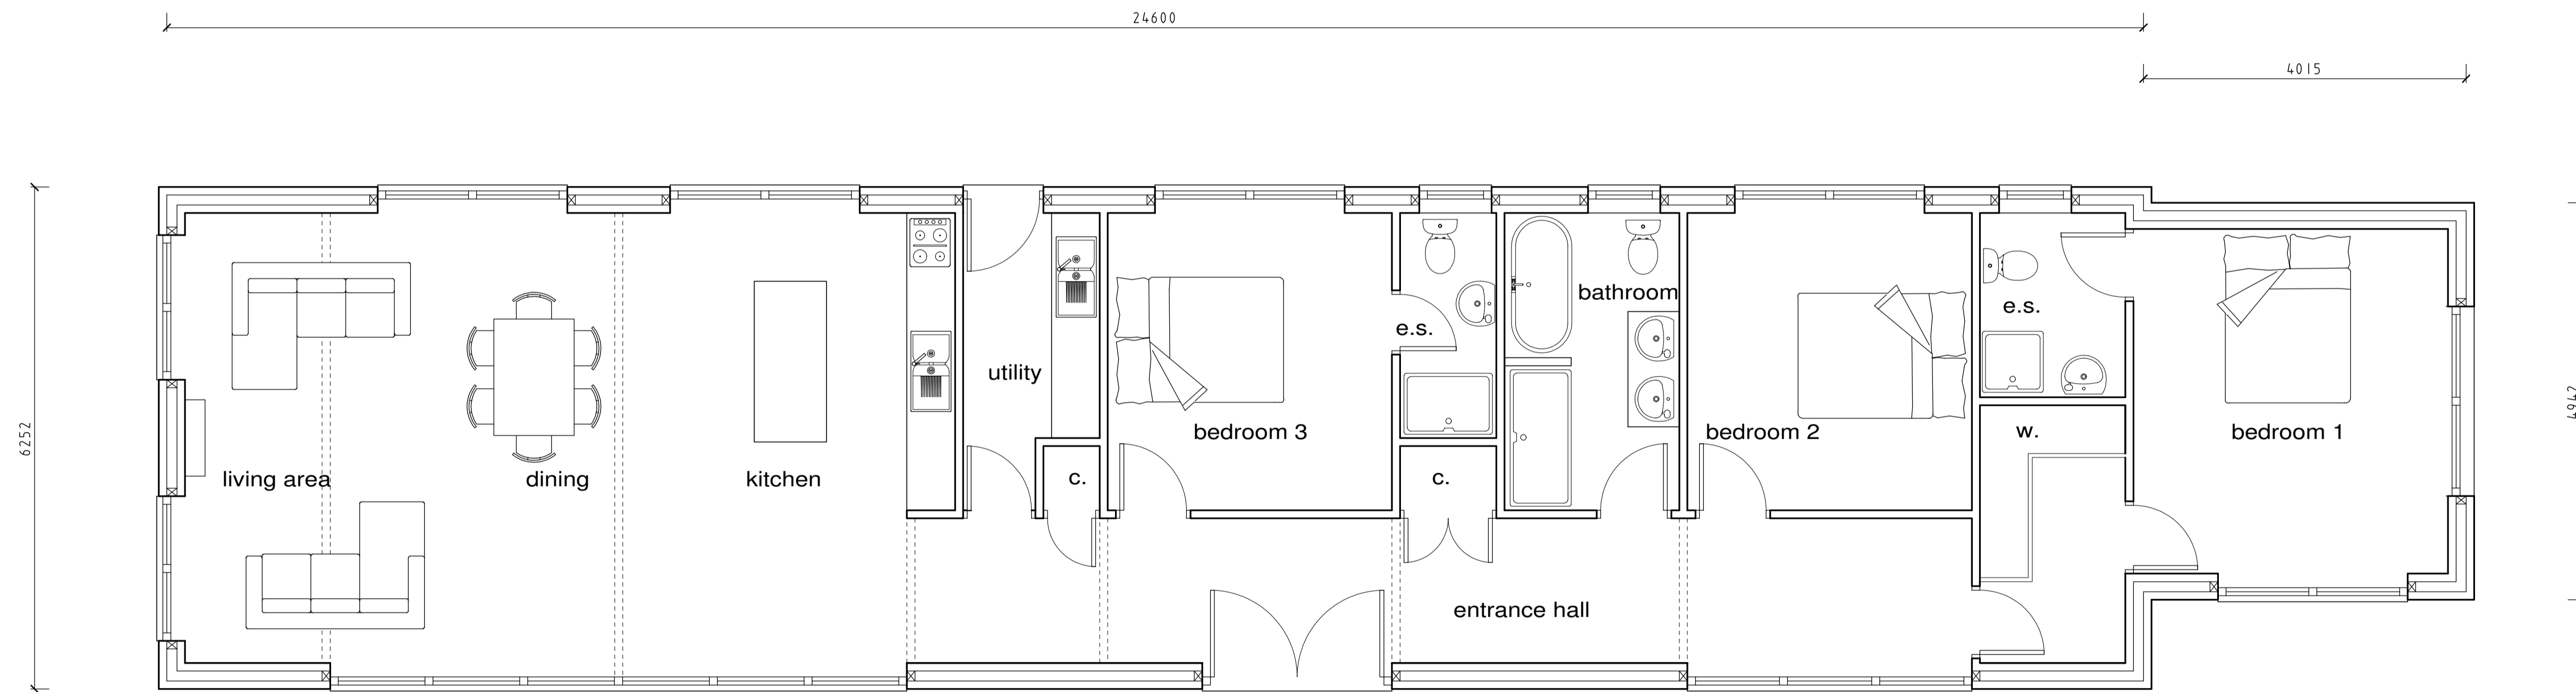 24600
4015
6252
4942
living area
dining
kitchen
utility
c.
bedroom 3
e.s.
c.
bathroom
bedroom 2
e.s.
w.
bedroom 1
entrance hall